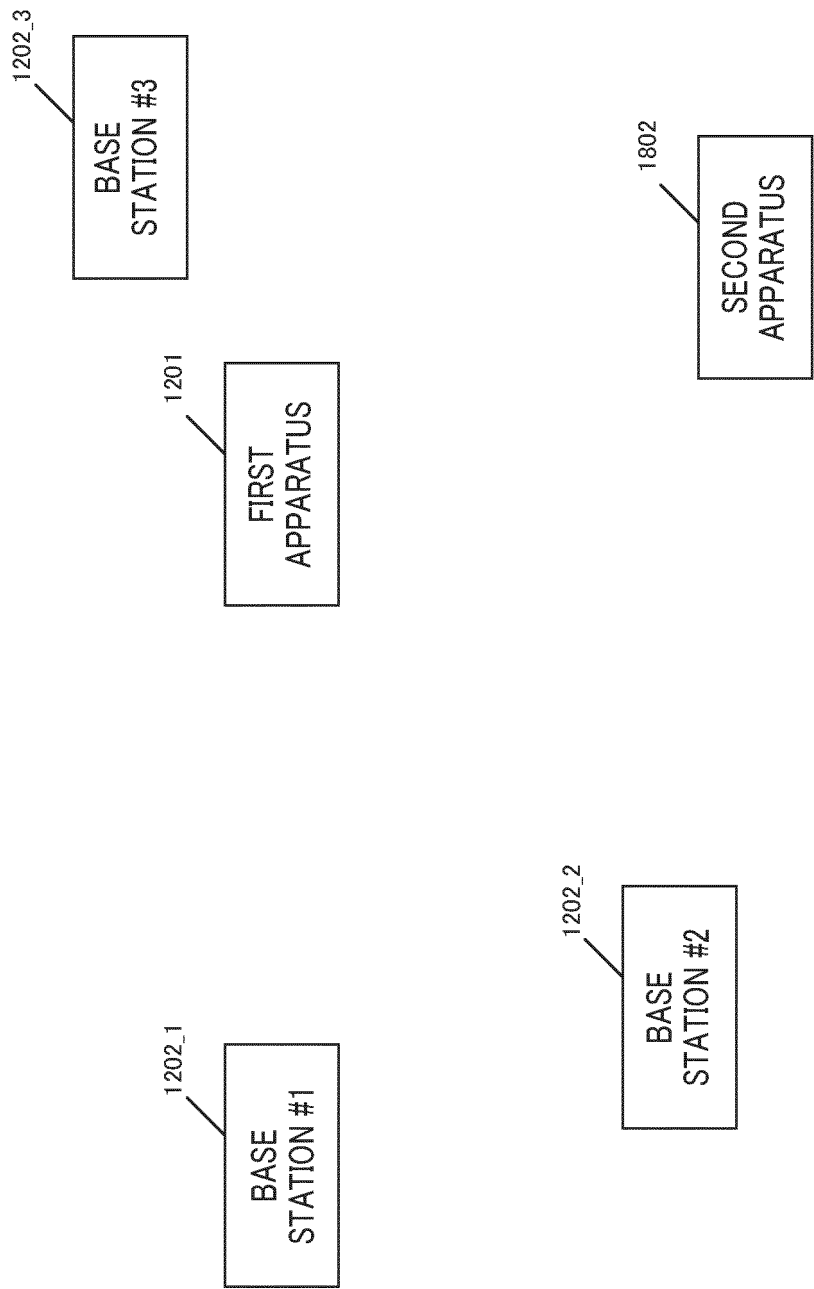 1202_3
BASE
STATION #3
1202_1
BASE
STATION #1
1201
FIRST
APPARATUS
1202_2
BASE
STATION #2
1802
SECOND
APPARATUS